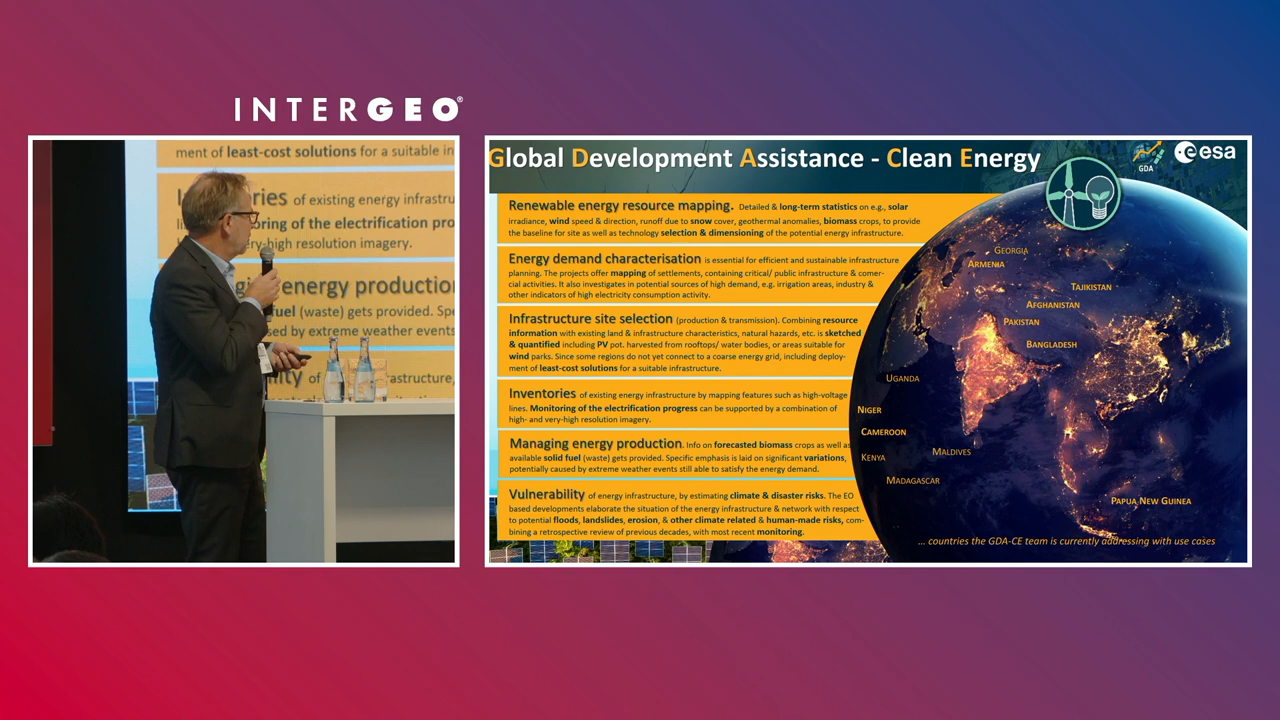 INTERGEO®
ment of least-cost solutions for a suitable in
ries of existing energy infrastru
oring of the electrification pro
ery-high resolution imagery.
energy productio
fuel (waste) gets provided. Spe
sed by extreme weather events
ity of
rastructure,
Global Development Assistance - Clean Energy
GDA
esa
Renewable energy resource mapping. Detailed & long-term statistics on e.g., solar
irradiance, wind speed & direction, runoff due to snow cover, geothermal anomalies, biomass crops, to provide
the baseline for site as well as technology selection & dimensioning of the potential energy infrastructure.
Energy demand characterisation is essential for efficient and sustainable infrastructure
planning. The projects offer mapping of settlements, containing critical/ public infrastructure & comer-
cial activities. It also investigates in potential sources of high demand, e.g. irrigation areas, industry &
other indicators of high electricity consumption activity.
Infrastructure site selection (production & transmission). Combining resource
information with existing land & infrastructure characteristics, natural hazards, etc. is sketched
& quantified including PV pot. harvested from rooftops/ water bodies, or areas suitable for
wind parks. Since some regions do not yet connect to a coarse energy grid, including deploy-
ment of least-cost solutions for a suitable infrastructure.
Inventories of existing energy infrastructure by mapping features such as high-voltage
lines. Monitoring of the electrification progress can be supported by a combination of
high- and very-high resolution imagery.
Managing energy production. Info on forecasted biomass crops as well as
available solid fuel (waste) gets provided. Specific emphasis is laid on significant variations,
potentially caused by extreme weather events still able to satisfy the energy demand.
Vulnerability of energy infrastructure, by estimating climate & disaster risks. The EO
based developments elaborate the situation of the energy infrastructure & network with respect
to potential floods, landslides, erosion, & other climate related & human-made risks, com-
bining a retrospective review of previous decades, with most recent monitoring.
GEORGIA
ARMENIA
TAJIKISTAN
AFGHANISTAN
PAKISTAN
BANGLADESH
UGANDA
NIGER
CAMEROON
KENYA
MALDIVES
MADAGASCAR
PAPUA NEW GUINEA
... countries the GDA-CE team is currently addressing with use cases